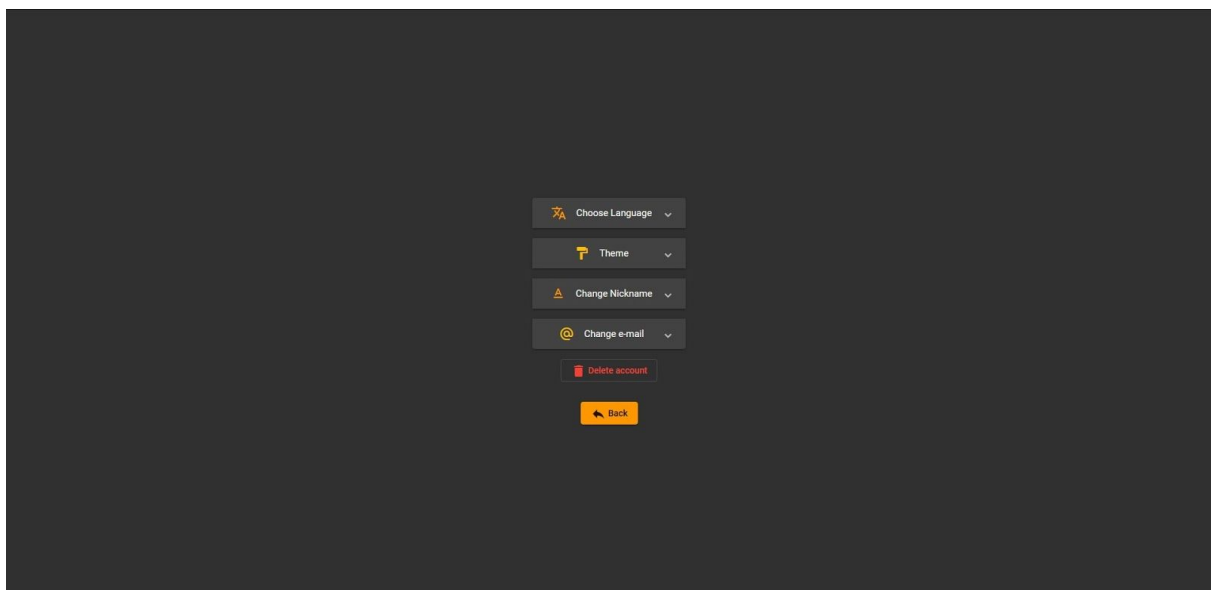 Choose Language
Theme
Change Nickname
Change e-mail
Delete account
Back